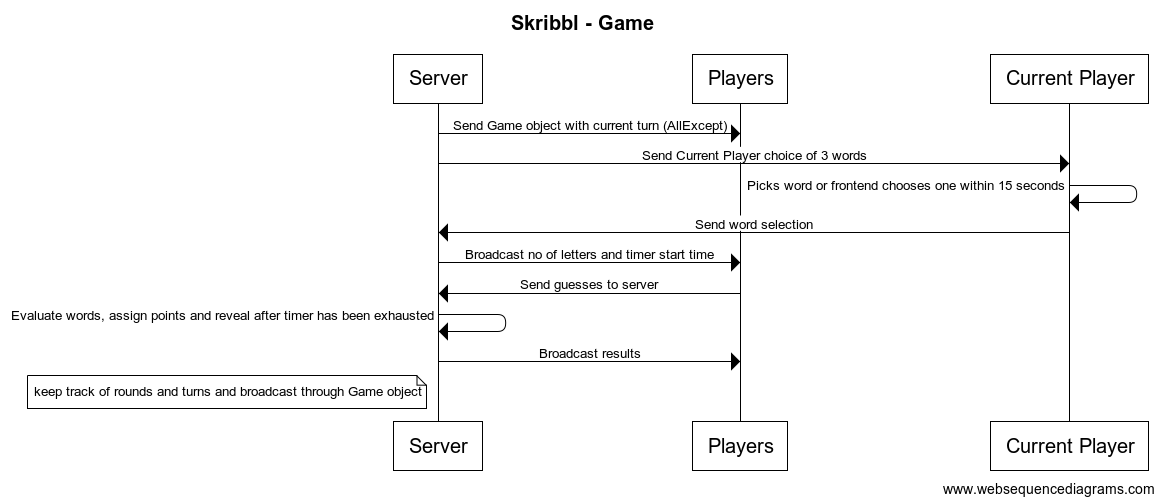 Skribbl - Game
Server
Players
Current Player
Send Game object with current turn (AllExcept)
Send Current Player choice of 3 words
Picks word or frontend chooses one within 15 seconds
Send word selection
Broadcast no of letters and timer start time
Send guesses to server
Evaluate words, assign points and reveal after timer has been exhausted
Broadcast results
keep track of rounds and turns and broadcast through Game object
Server
Players
Current Player
www.websequencediagrams.com